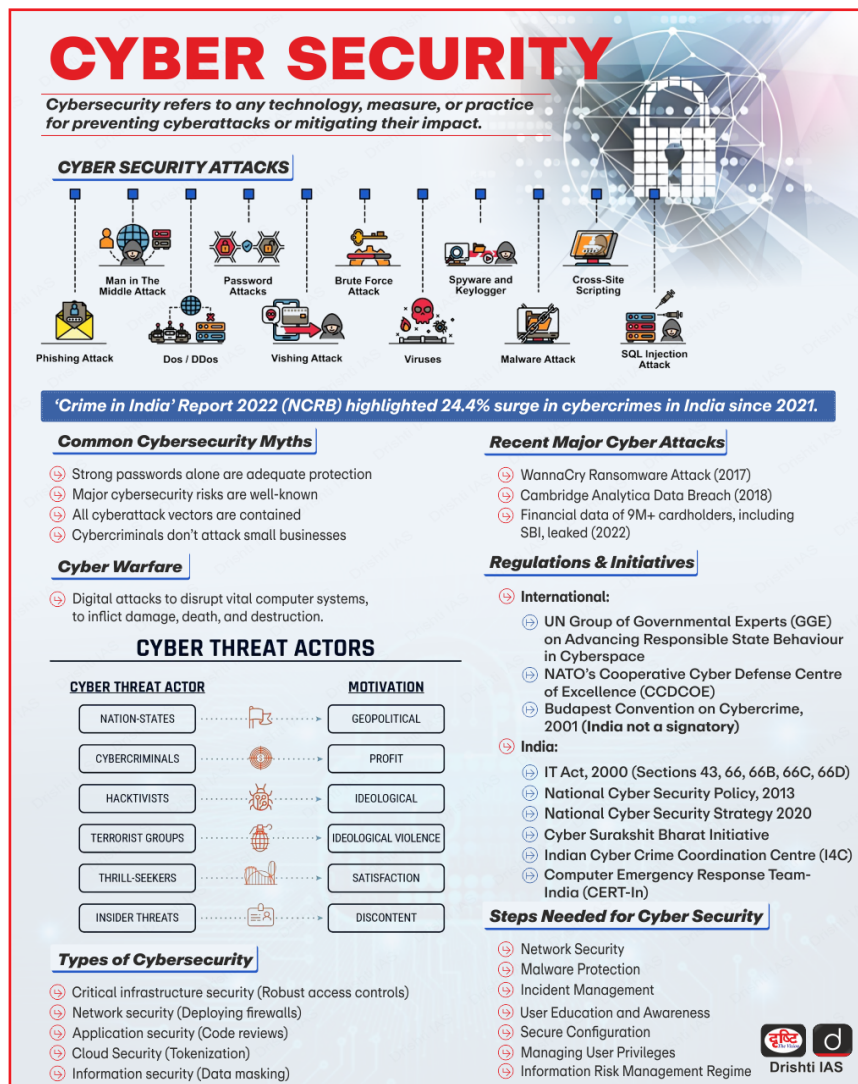 CYBER SECURITY
Cybersecurity refers to any technology, measure, or practice
for preventing cyberattacks or mitigating their impact.
CYBER SECURITY ATTACKS
Man in The
Middle Attack
Password
Attacks
Brute Force
Attack
Spyware and
Keylogger
Cross-Site
Scripting
Phishing Attack
Dos / DDos
Vishing Attack
Viruses
Malware Attack
SQL Injection
Attack
‘Crime in India’ Report 2022 (NCRB) highlighted 24.4% surge in cybercrimes in India since 2021.
Common Cybersecurity Myths
Strong passwords alone are adequate protection
Major cybersecurity risks are well-known
All cyberattack vectors are contained
Cybercriminals don’t attack small businesses
Cyber Warfare
Digital attacks to disrupt vital computer systems,
to inflict damage, death, and destruction.
CYBER THREAT ACTORS
CYBER THREAT ACTOR MOTIVATION
NATION-STATES GEOPOLITICAL
CYBERCRIMINALS PROFIT
HACKTIVISTS IDEOLOGICAL
TERRORIST GROUPS IDEOLOGICAL VIOLENCE
THRILL-SEEKERS SATISFACTION
INSIDER THREATS DISCONTENT
Types of Cybersecurity
Critical infrastructure security (Robust access controls)
Network security (Deploying firewalls)
Application security (Code reviews)
Cloud Security (Tokenization)
Information security (Data masking)
Recent Major Cyber Attacks
WannaCry Ransomware Attack (2017)
Cambridge Analytica Data Breach (2018)
Financial data of 9M+ cardholders, including
SBI, leaked (2022)
Regulations & Initiatives
International:
UN Group of Governmental Experts (GGE)
on Advancing Responsible State Behaviour
in Cyberspace
NATO’s Cooperative Cyber Defense Centre
of Excellence (CCDCOE)
Budapest Convention on Cybercrime,
2001 (India not a signatory)
India:
IT Act, 2000 (Sections 43, 66, 66B, 66C, 66D)
National Cyber Security Policy, 2013
National Cyber Security Strategy 2020
Cyber Surakshit Bharat Initiative
Indian Cyber Crime Coordination Centre (I4C)
Computer Emergency Response Team-
India (CERT-In)
Steps Needed for Cyber Security
Network Security
Malware Protection
Incident Management
User Education and Awareness
Secure Configuration
Managing User Privileges
Information Risk Management Regime
दृष्टि
The Vision
d
Drishti IAS